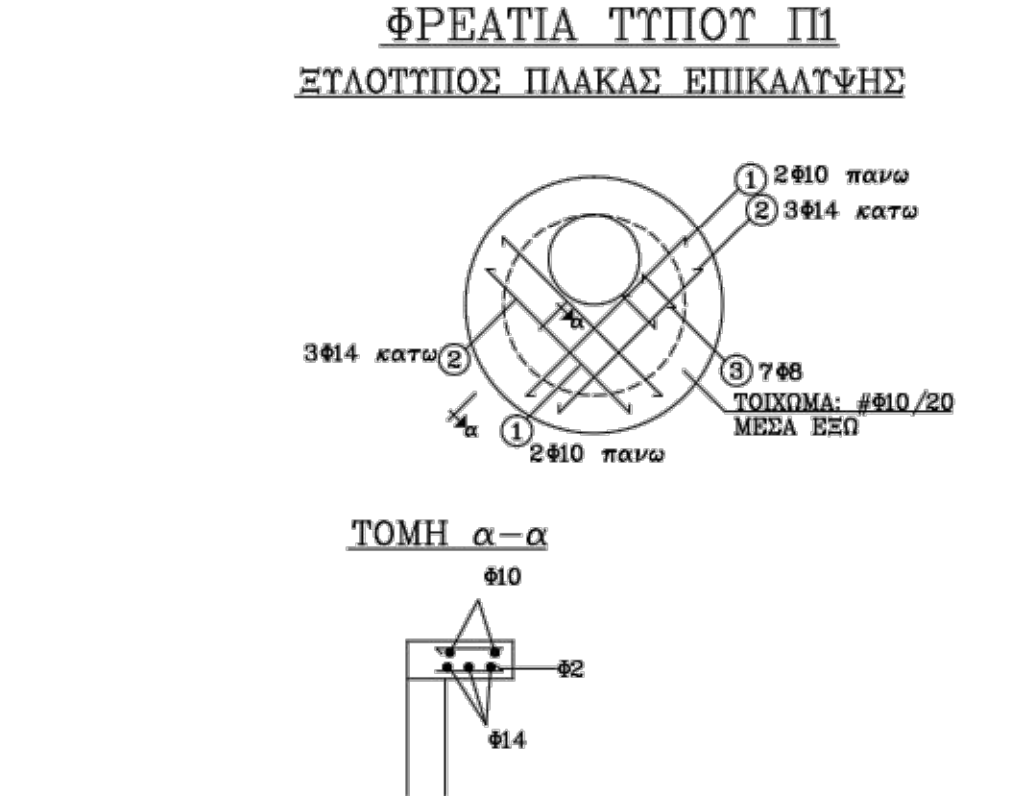 ΦΡΕΑΤΙΑ ΤΥΠΟΥ Π1
ΞΥΛΟΤΥΠΟΣ ΠΛΑΚΑΣ ΕΠΙΚΑΛΥΨΗΣ
1 2Φ10 πανω
2 3Φ14 κατω
α
3Φ14 κατω 2
3 7Φ8
ΤΟΙΧΩΜΑ: #Φ10/20
ΜΕΣΑ ΕΞΩ
α
1
2Φ10 πανω
ΤΟΜΗ α-α
Φ10
Φ2
Φ14